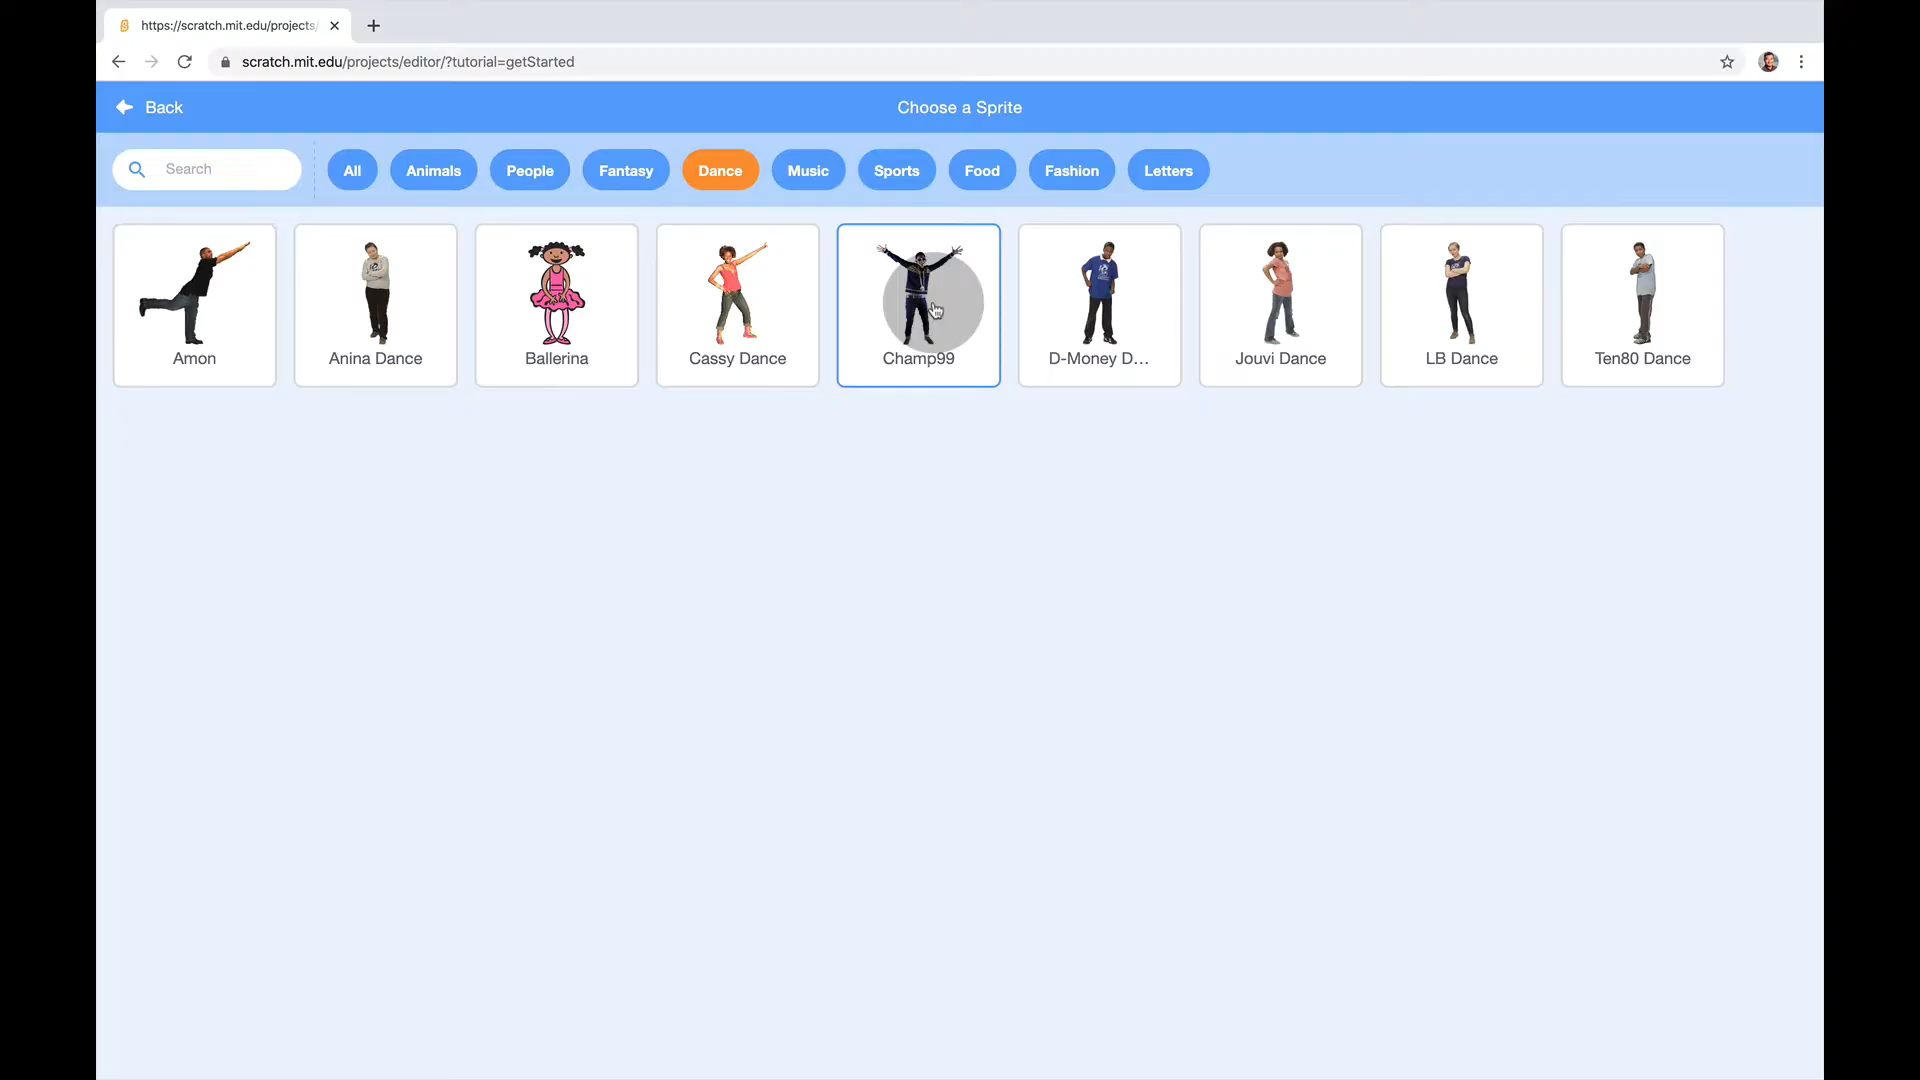 https://scratch.mit.edu/projects/
scratch.mit.edu/projects/editor/?tutorial=getStarted
Back
Choose a Sprite
Search
All
Animals
People
Fantasy
Dance
Music
Sports
Food
Fashion
Letters
Amon
Anina Dance
Ballerina
Cassy Dance
Champ99
D-Money D...
Jouvi Dance
LB Dance
Ten80 Dance